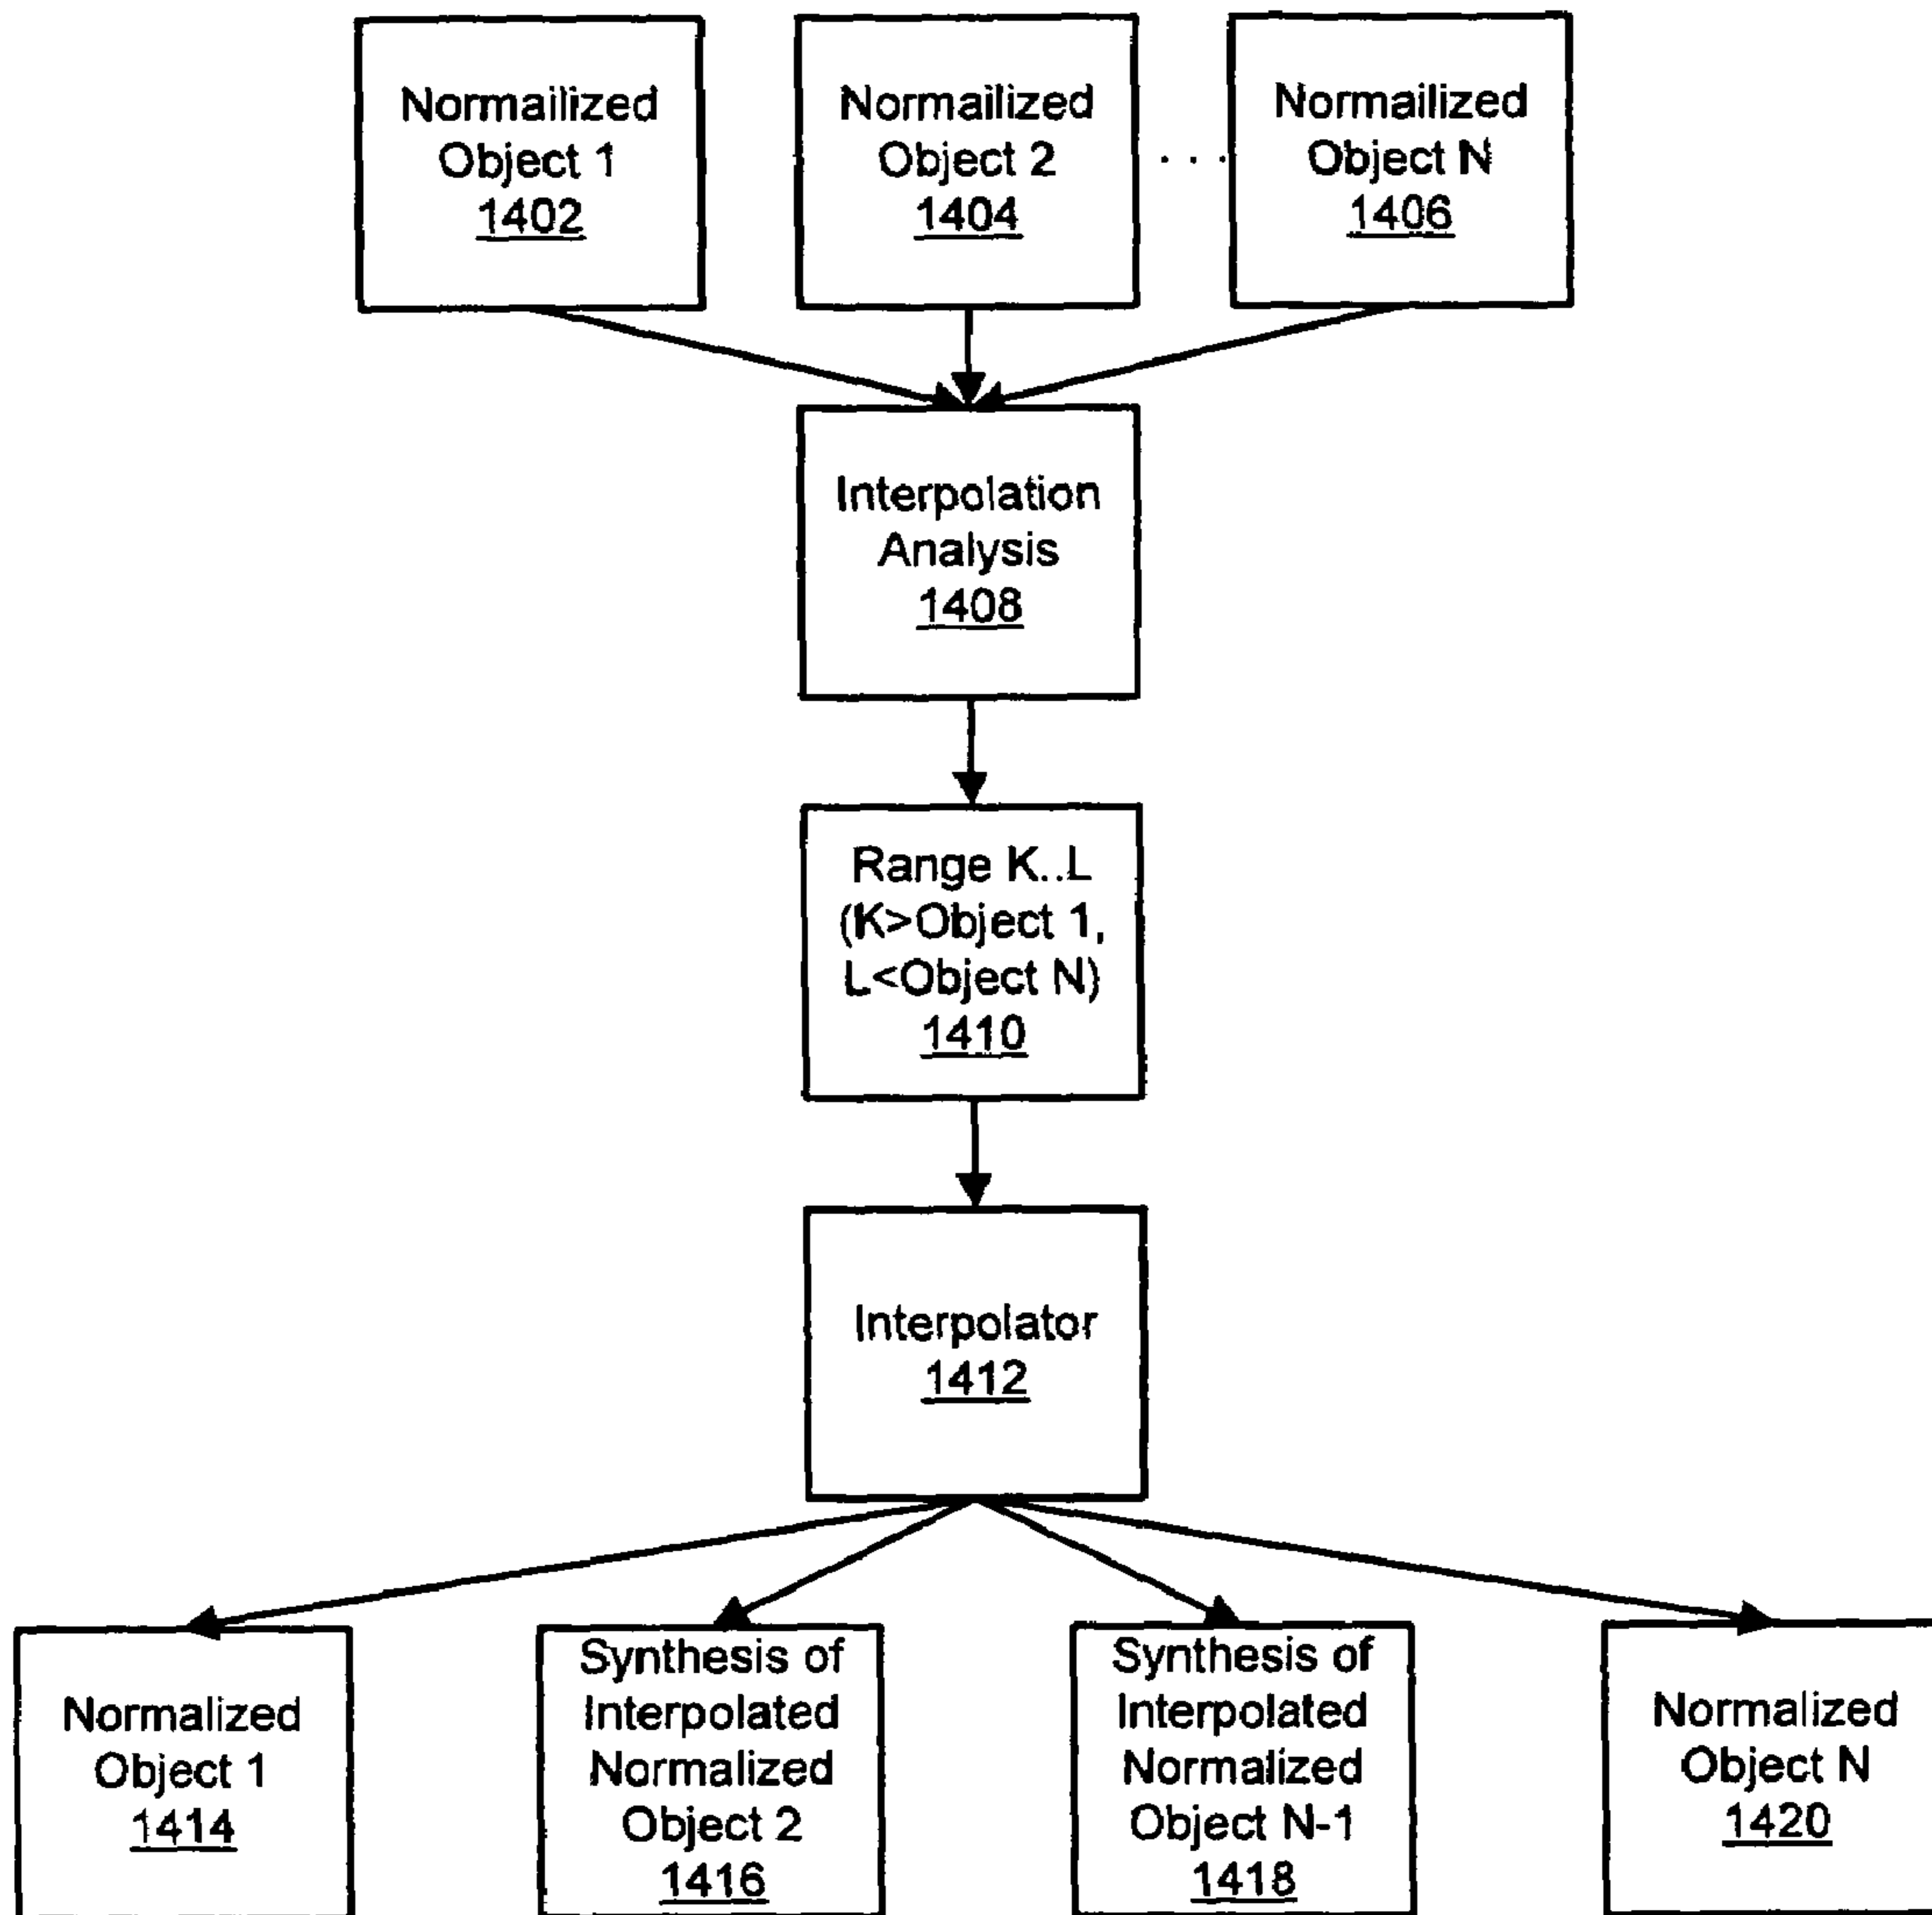 Normailized
Object 1
1402
Normailized
Object 2
1404
. . .
Normailized
Object N
1406
Interpolation
Analysis
1408
Range K..L
(K>Object 1,
L<Object N)
1410
Interpolator
1412
Normalized
Object 1
1414
Synthesis of
Interpolated
Normalized
Object 2
1416
Synthesis of
Interpolated
Normalized
Object N-1
1418
Normalized
Object N
1420